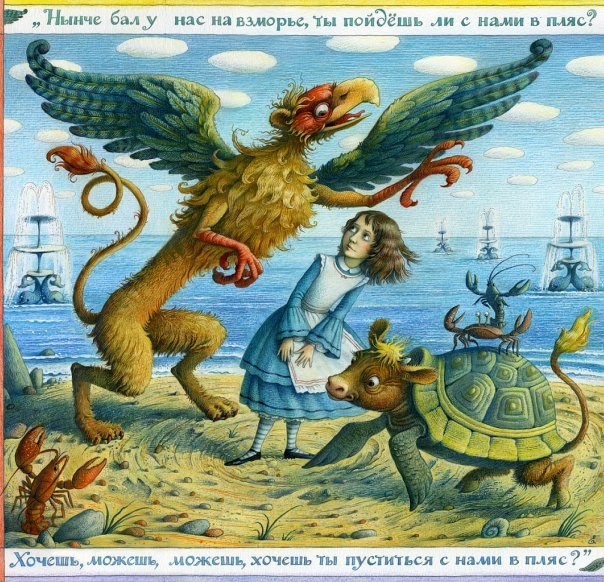 „Нынче бал у нас на взморье, ты пойдёшь ли с нами в пляс?
Хочешь, можешь, можешь, хочешь ты пуститься с нами в пляс?"